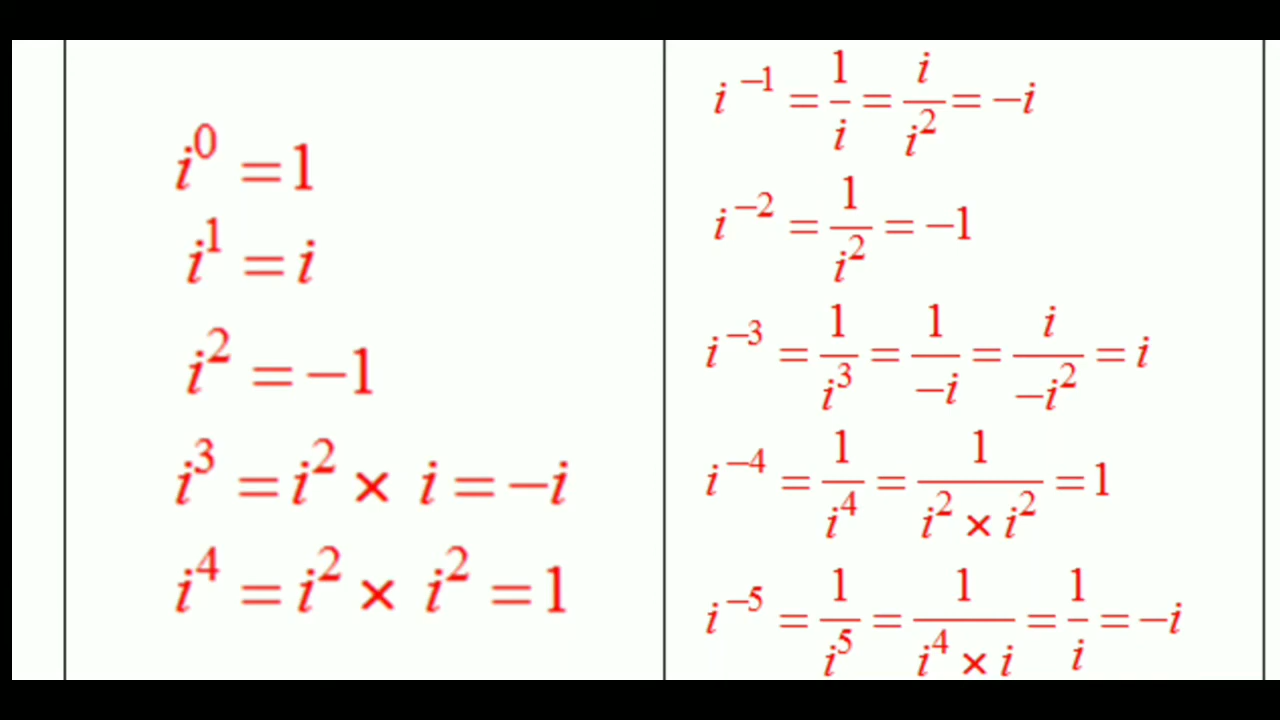 i⁰ = 1
i¹ = i
i² = −1
i³ = i² × i = −i
i⁴ = i² × i² = 1
i⁻¹ = 1/i = i/i² = −i
i⁻² = 1/i² = −1
i⁻³ = 1/i³ = 1/−i = i/−i² = i
i⁻⁴ = 1/i⁴ = 1/(i² × i²) = 1
i⁻⁵ = 1/i⁵ = 1/(i⁴ × i) = 1/i = −i